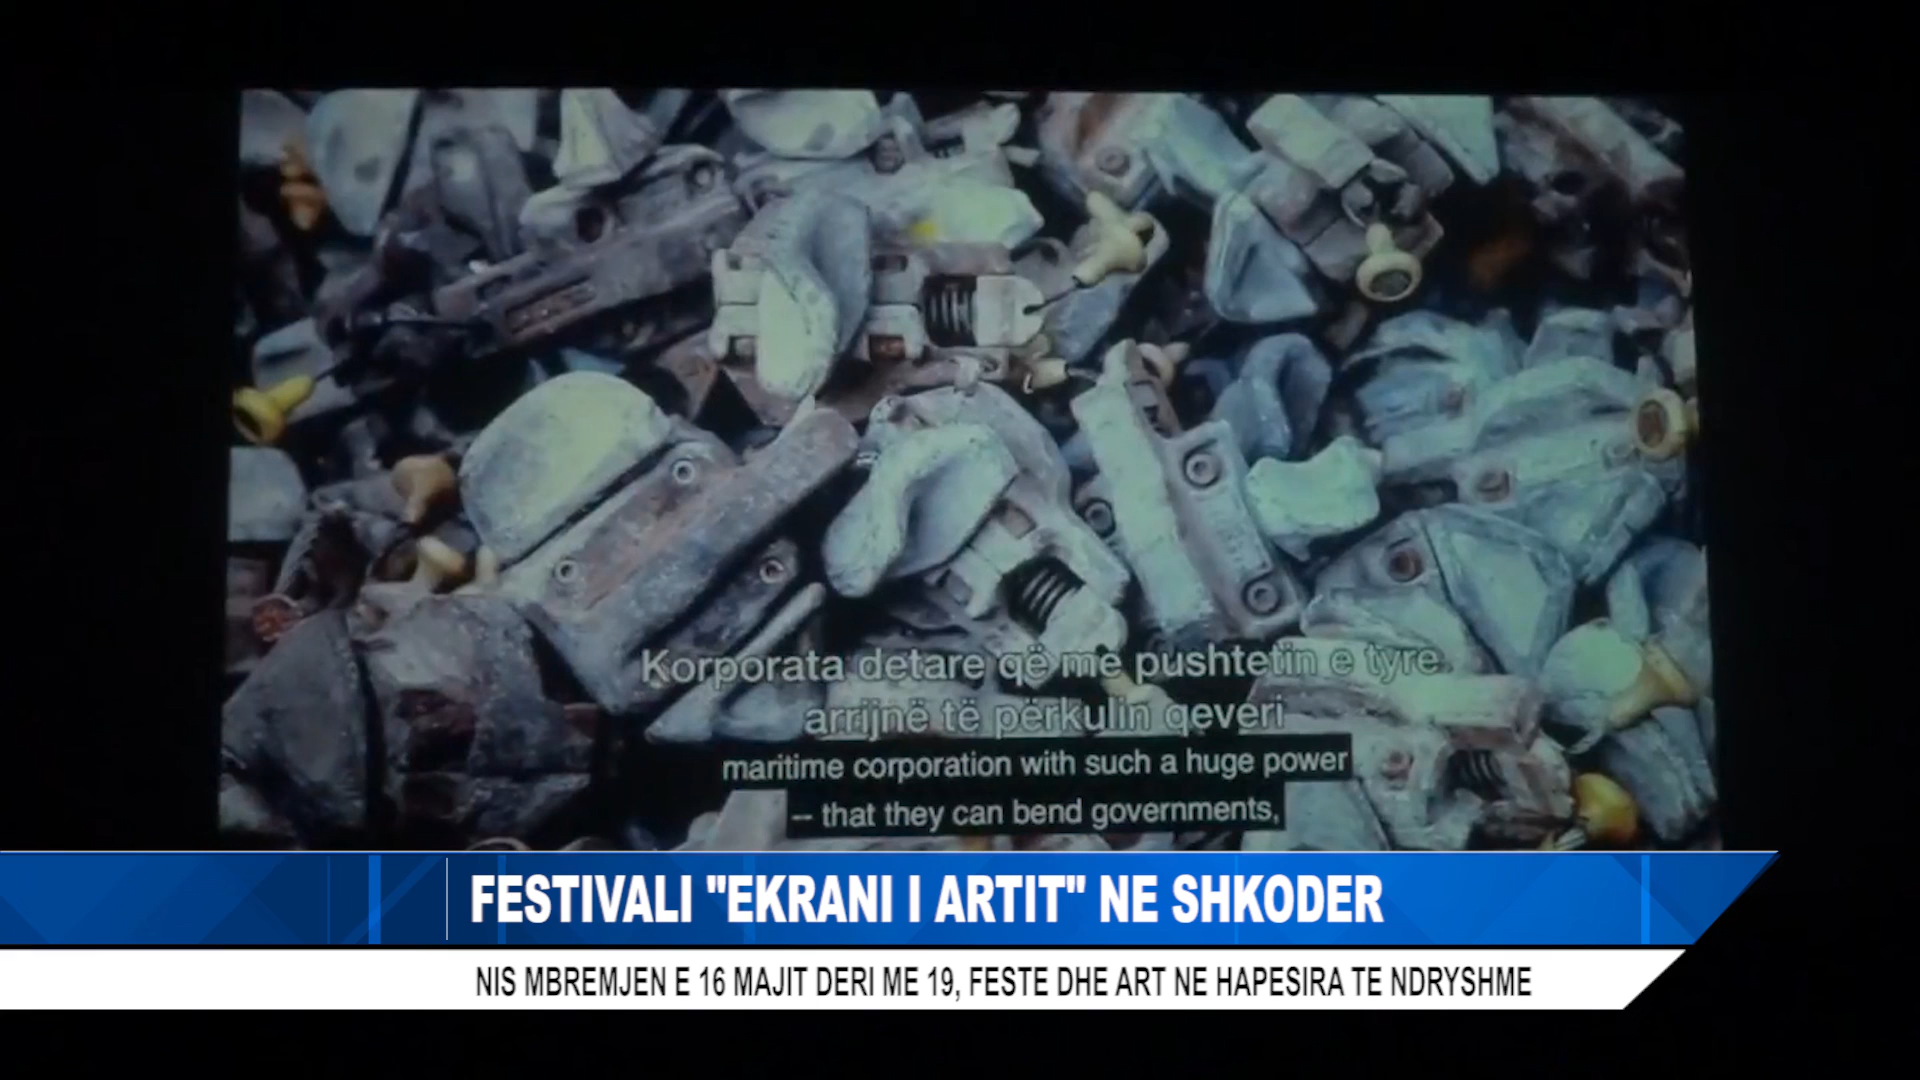 Korporata detare që me pushtetin e tyre
arrijnë të përkulin qeveri
maritime corporation with such a huge power
-- that they can bend governments,
FESTIVALI "EKRANI I ARTIT" NE SHKODER
NIS MBREMJEN E 16 MAJIT DERI ME 19, FESTE DHE ART NE HAPESIRA TE NDRYSHME